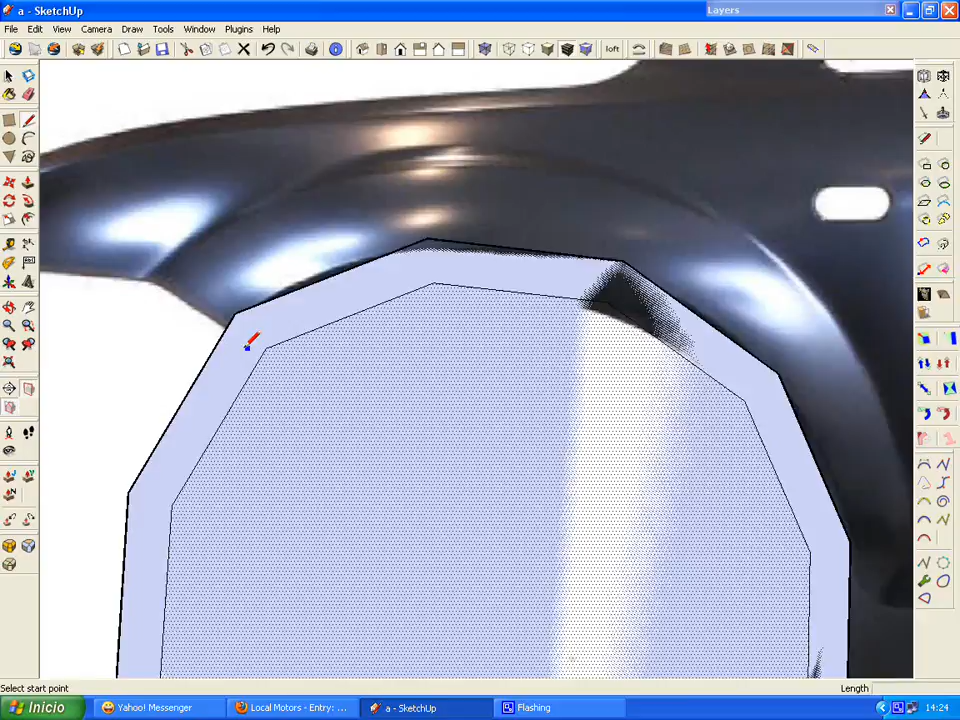 a - SketchUp
Layers
File Edit View Camera Draw Tools Window Plugins Help
loft
Select start point
Length
Inicio
Yahoo! Messenger
Local Motors - Entry: ...
a - SketchUp
Flashing
14:24